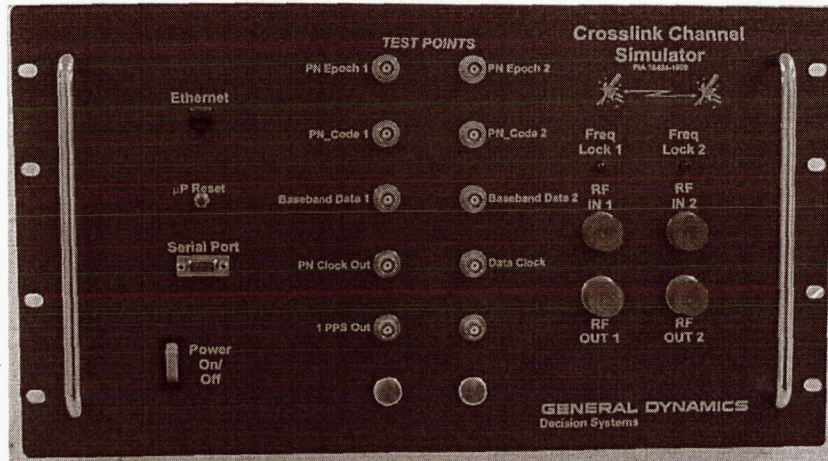 Ethernet
µP Reset
Serial Port
Power
On/
Off
TEST POINTS
PN Epoch 1
PN Epoch 2
PN_Code 1
PN_Code 2
Baseband Data 1
Baseband Data 2
PN Clock Out
Data Clock
1 PPS Out
Crosslink Channel
Simulator
Freq
Lock 1
Freq
Lock 2
RF
IN 1
RF
IN 2
RF
OUT 1
RF
OUT 2
GENERAL DYNAMICS
Decision Systems